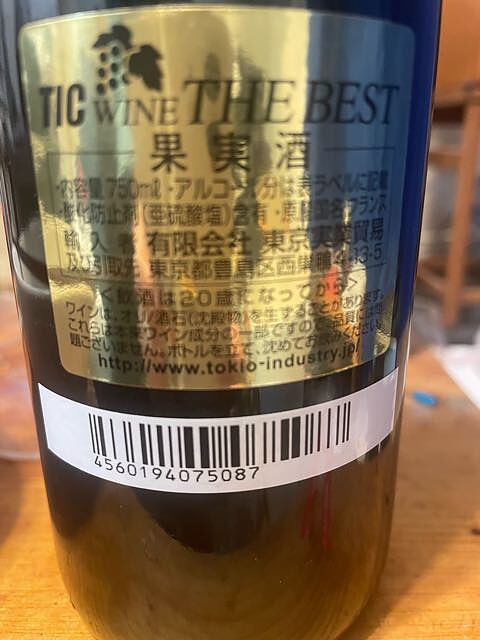 TIC WINE THE BEST
果実酒
・内容量 750ml ・アルコール分は表ラベルに記載
・酸化防止剤(亜硫酸塩)含有・原産国名フランス
輸入者 有限会社 東京実業貿易
及び引取先 東京都豊島区西巣鴨4-13-5
<飲酒は20歳になってから>
ワインは、オリ/酒石(沈殿物)を生ずることがあります。
これらは本来ワイン成分の一部ですので品質には問
題ございません。ボトルを立て、沈めてお飲みください。
http://www.tokio-industry.jp/
4560194075087